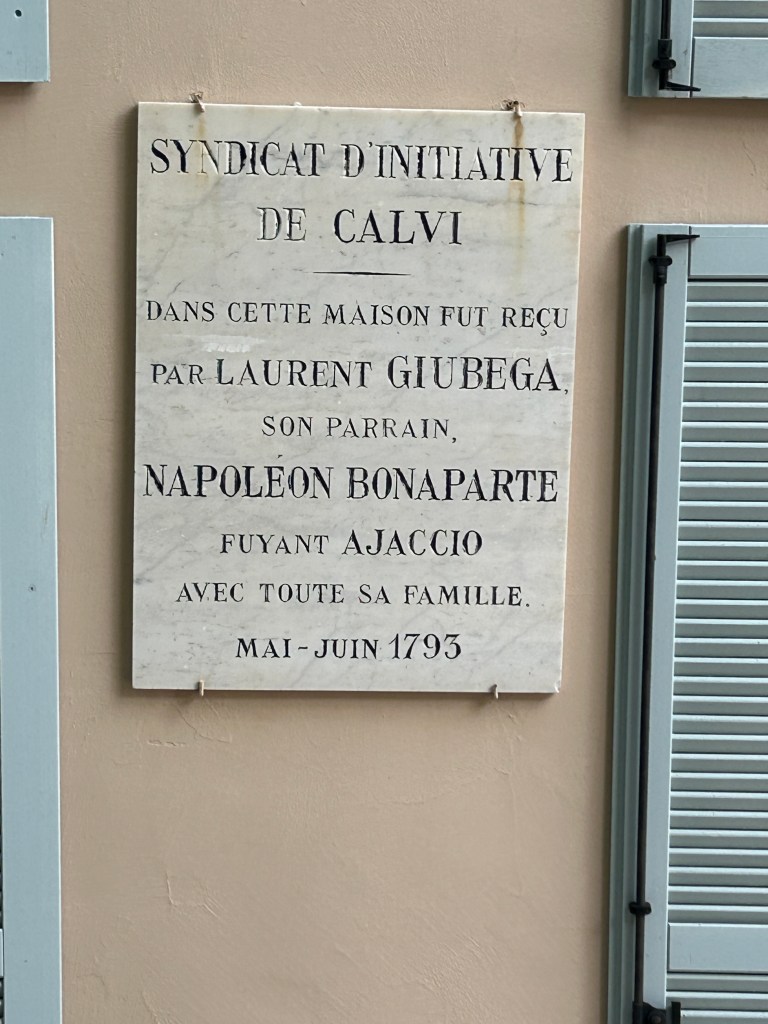 SYNDICAT D'INITIATIVE
DE CALVI
DANS CETTE MAISON FUT REÇU
PAR LAURENT GIUBEGA,
SON PARRAIN,
NAPOLÉON BONAPARTE
FUYANT AJACCIO
AVEC TOUTE SA FAMILLE.
MAI-JUIN 1793